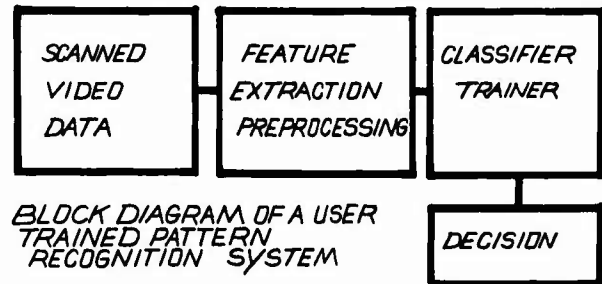 SCANNED
VIDEO
DATA
FEATURE
EXTRACTION
PREPROCESSING
CLASSIFIER
TRAINER
DECISION
BLOCK DIAGRAM OF A USER
TRAINED PATTERN
RECOGNITION SYSTEM